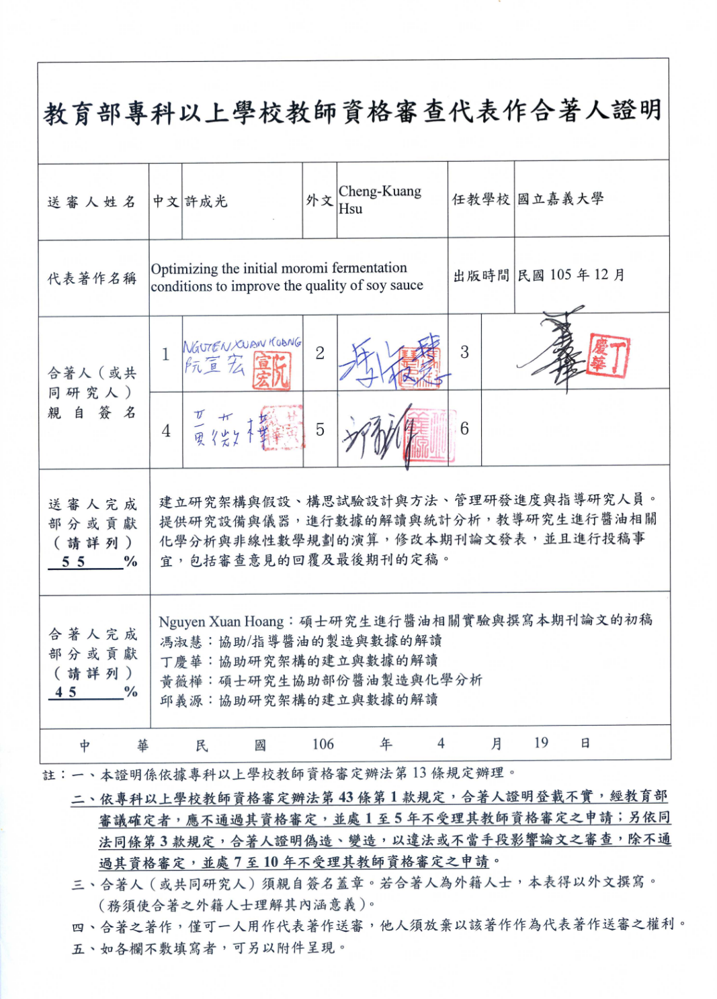 教育部專科以上學校教師資格審查代表作合著人證明
送審人姓名 中文 許成光 外文 Cheng-Kuang Hsu 任教學校 國立嘉義大學
代表著作名稱 Optimizing the initial moromi fermentation
conditions to improve the quality of soy sauce
出版時間 民國 105 年 12 月
合著人（或共
同研究人）
親自簽名
1 NGUYEN XUAN HOANG
阮宣宏 阮宣宏
2 馮淑慧
3 丁慶華
4 黃薇樺
5 邱義源
6
送審人完成
部分或貢獻
（請詳列）
55 %
建立研究架構與假設、構思試驗設計與方法、管理研發進度與指導研究人員。
提供研究設備與儀器，進行數據的解讀與統計分析，教導研究生進行醬油相關
化學分析與非線性數學規劃的演算，修改本期刊論文發表，並且進行投稿事
宜，包括審查意見的回覆及最後期刊的定稿。
合著人完成
部分或貢獻
（請詳列）
45 %
Nguyen Xuan Hoang：碩士研究生進行醬油相關實驗與撰寫本期刊論文的初稿
馮淑慧：協助/指導醬油的製造與數據的解讀
丁慶華：協助研究架構的建立與數據的解讀
黃薇樺：碩士研究生協助部份醬油製造與化學分析
邱義源：協助研究架構的建立與數據的解讀
中華民國 106 年 4 月 19 日
註：一、本證明係依據專科以上學校教師資格審定辦法第 13 條規定辦理。
二、依專科以上學校教師資格審定辦法第 43 條第 1 款規定，合著人證明登載不實，經教育部
審議確定者，應不通過其資格審定，並處 1 至 5 年不受理其教師資格審定之申請；另依同
法同條第 3 款規定，合著人證明偽造、變造，以違法或不當手段影響論文之審查，除不通
過其資格審定，並處 7 至 10 年不受理其教師資格審定之申請。
三、合著人（或共同研究人）須親自簽名蓋章。若合著人為外籍人士，本表得以外文撰寫。
（務須使合著之外籍人士理解其內涵意義）。
四、合著之著作，僅可一人用作代表著作送審，他人須放棄以該著作作為代表著作送審之權利。
五、如各欄不敷填寫者，可另以附件呈現。